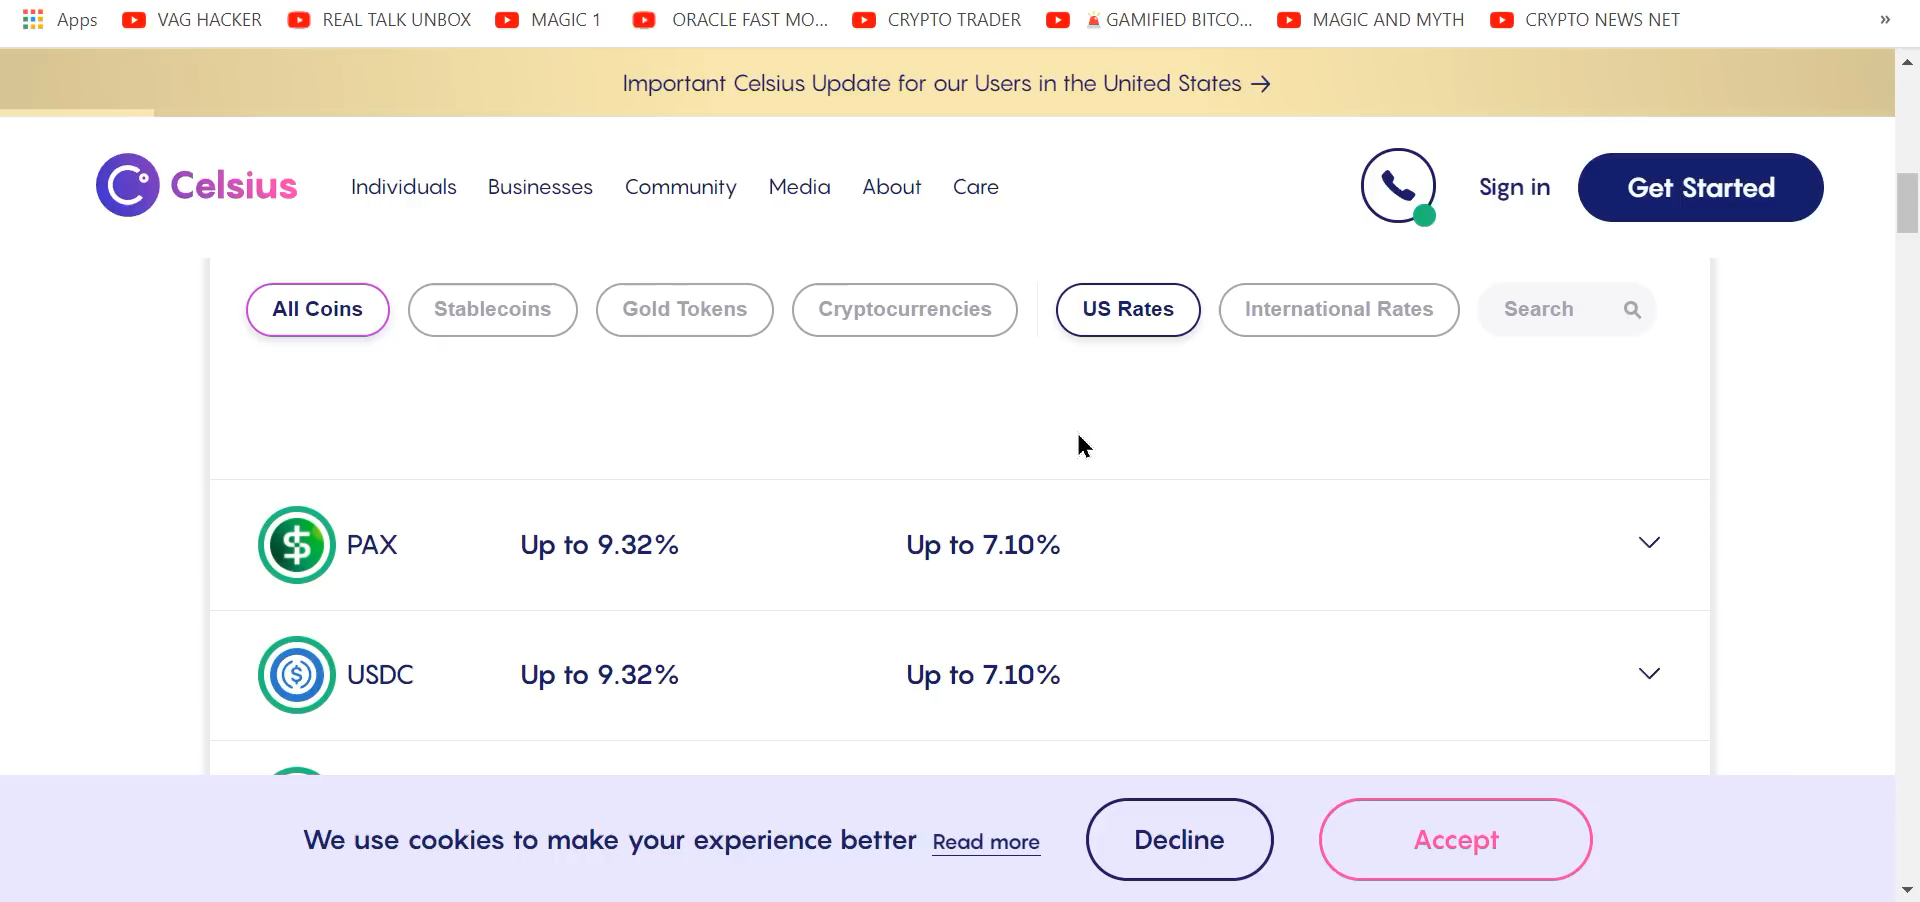 Apps VAG HACKER REAL TALK UNBOX MAGIC 1 ORACLE FAST MO... CRYPTO TRADER GAMIFIED BITCO... MAGIC AND MYTH CRYPTO NEWS NET »
Important Celsius Update for our Users in the United States →
Celsius Individuals Businesses Community Media About Care Sign in Get Started
All Coins Stablecoins Gold Tokens Cryptocurrencies US Rates International Rates Search
PAX Up to 9.32% Up to 7.10%
USDC Up to 9.32% Up to 7.10%
We use cookies to make your experience better Read more Decline Accept